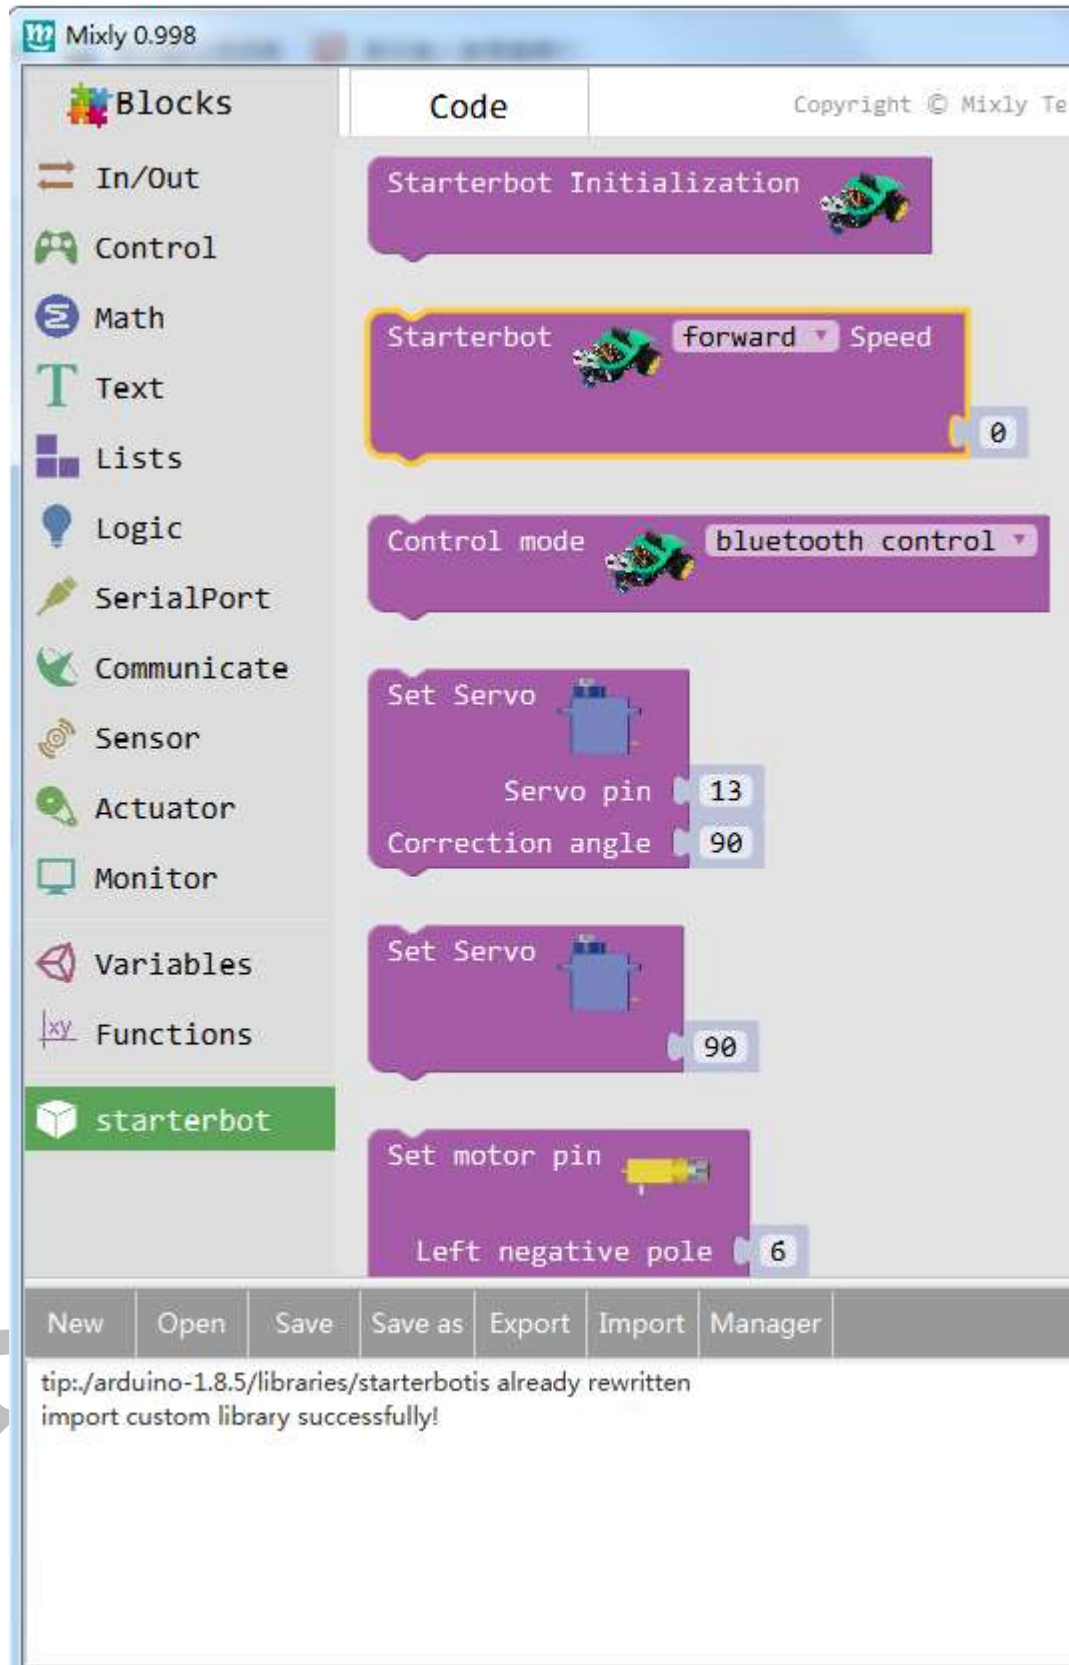 Mixly 0.998
Blocks
Code
Copyright © Mixly Te
In/Out
Control
Math
Text
Lists
Logic
SerialPort
Communicate
Sensor
Actuator
Monitor
Variables
Functions
starterbot
Starterbot Initialization
Starterbot forward Speed
0
Control mode bluetooth control
Set Servo
Servo pin 13
Correction angle 90
Set Servo
90
Set motor pin
Left negative pole 6
New Open Save Save as Export Import Manager
tip:./arduino-1.8.5/libraries/starterbotis already rewritten
import custom library successfully!